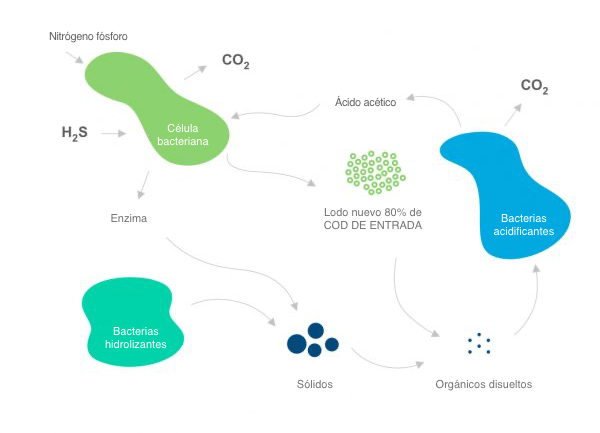 Nitrógeno fósforo
CO2
CO2
Ácido acético
H2S
Célula
bacteriana
Enzima
Lodo nuevo 80% de
COD DE ENTRADA
Bacterias
acidificantes
Bacterias
hidrolizantes
Sólidos
Orgánicos disueltos